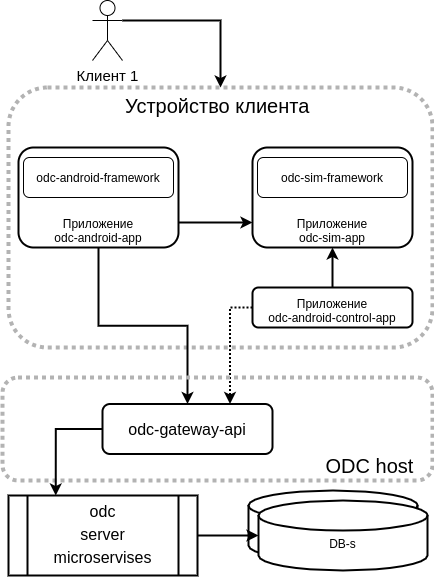 Клиент 1
Устройство клиента
odc-android-framework
Приложение
odc-android-app
odc-sim-framework
Приложение
odc-sim-app
Приложение
odc-android-control-app
odc-gateway-api
ODC host
odc
server
microservises
DB-s